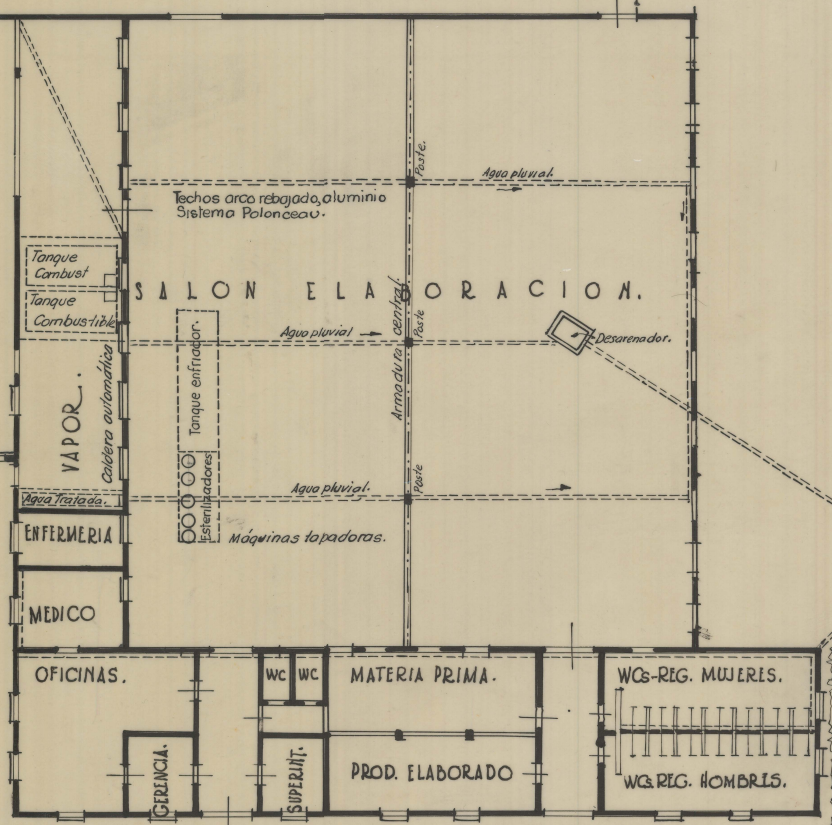 Poste.
Agua pluvial.
Techos arco rebajado, aluminio
Sistema Polonceau.
Tanque
Combust
Tanque
Combustible
SALON ELABORACION.
Armadura central.
Agua pluvial
Poste
Desarenador.
Tanque enfriador.
VAPOR.
Caldera automática
Esterilizadores
Agua pluvial.
Poste
Agua Tratada.
Máquinas tapadoras.
ENFERMERIA
MEDICO
OFICINAS.
WC
WC
MATERIA PRIMA.
WCs-REG. MUJERES.
GERENCIA.
SUPERINT.
PROD. ELABORADO
WCs REG. HOMBRES.